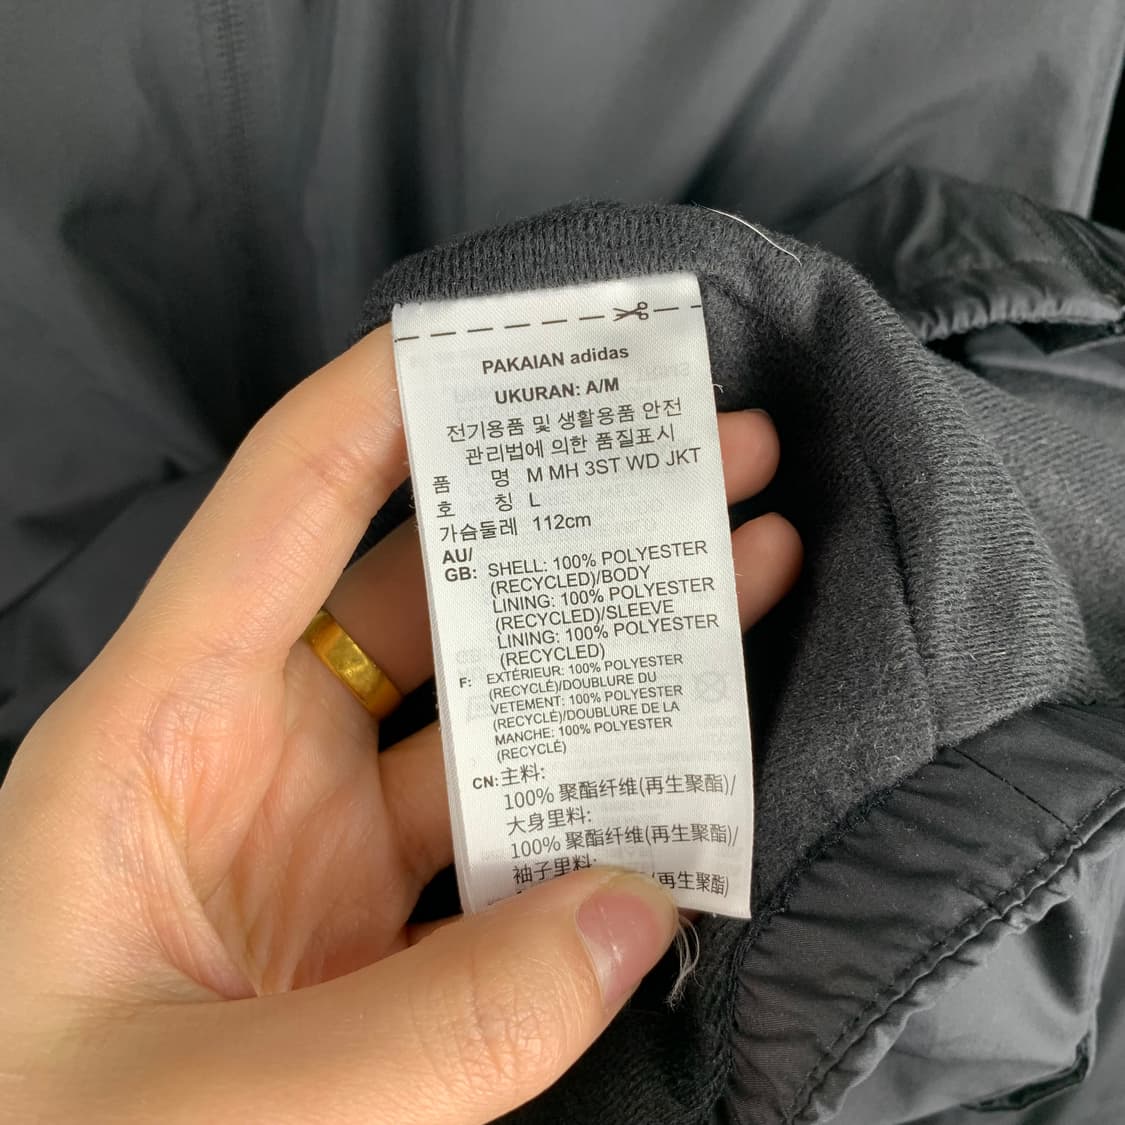 PAKAIAN adidas
UKURAN: A/M
전기용품 및 생활용품 안전
관리법에 의한 품질표시
품 명 M MH 3ST WD JKT
호 칭 L
가슴둘레 112cm
AU/
GB: SHELL: 100% POLYESTER
(RECYCLED)/BODY
LINING: 100% POLYESTER
(RECYCLED)/SLEEVE
LINING: 100% POLYESTER
(RECYCLED)
F: EXTÉRIEUR: 100% POLYESTER
(RECYCLÉ)/DOUBLURE DU
VETEMENT: 100% POLYESTER
(RECYCLÉ)/DOUBLURE DE LA
MANCHE: 100% POLYESTER
(RECYCLÉ)
CN: 主料:
100% 聚酯纤维(再生聚酯)/
大身里料:
100% 聚酯纤维(再生聚酯)/
袖子里料:
(再生聚酯)